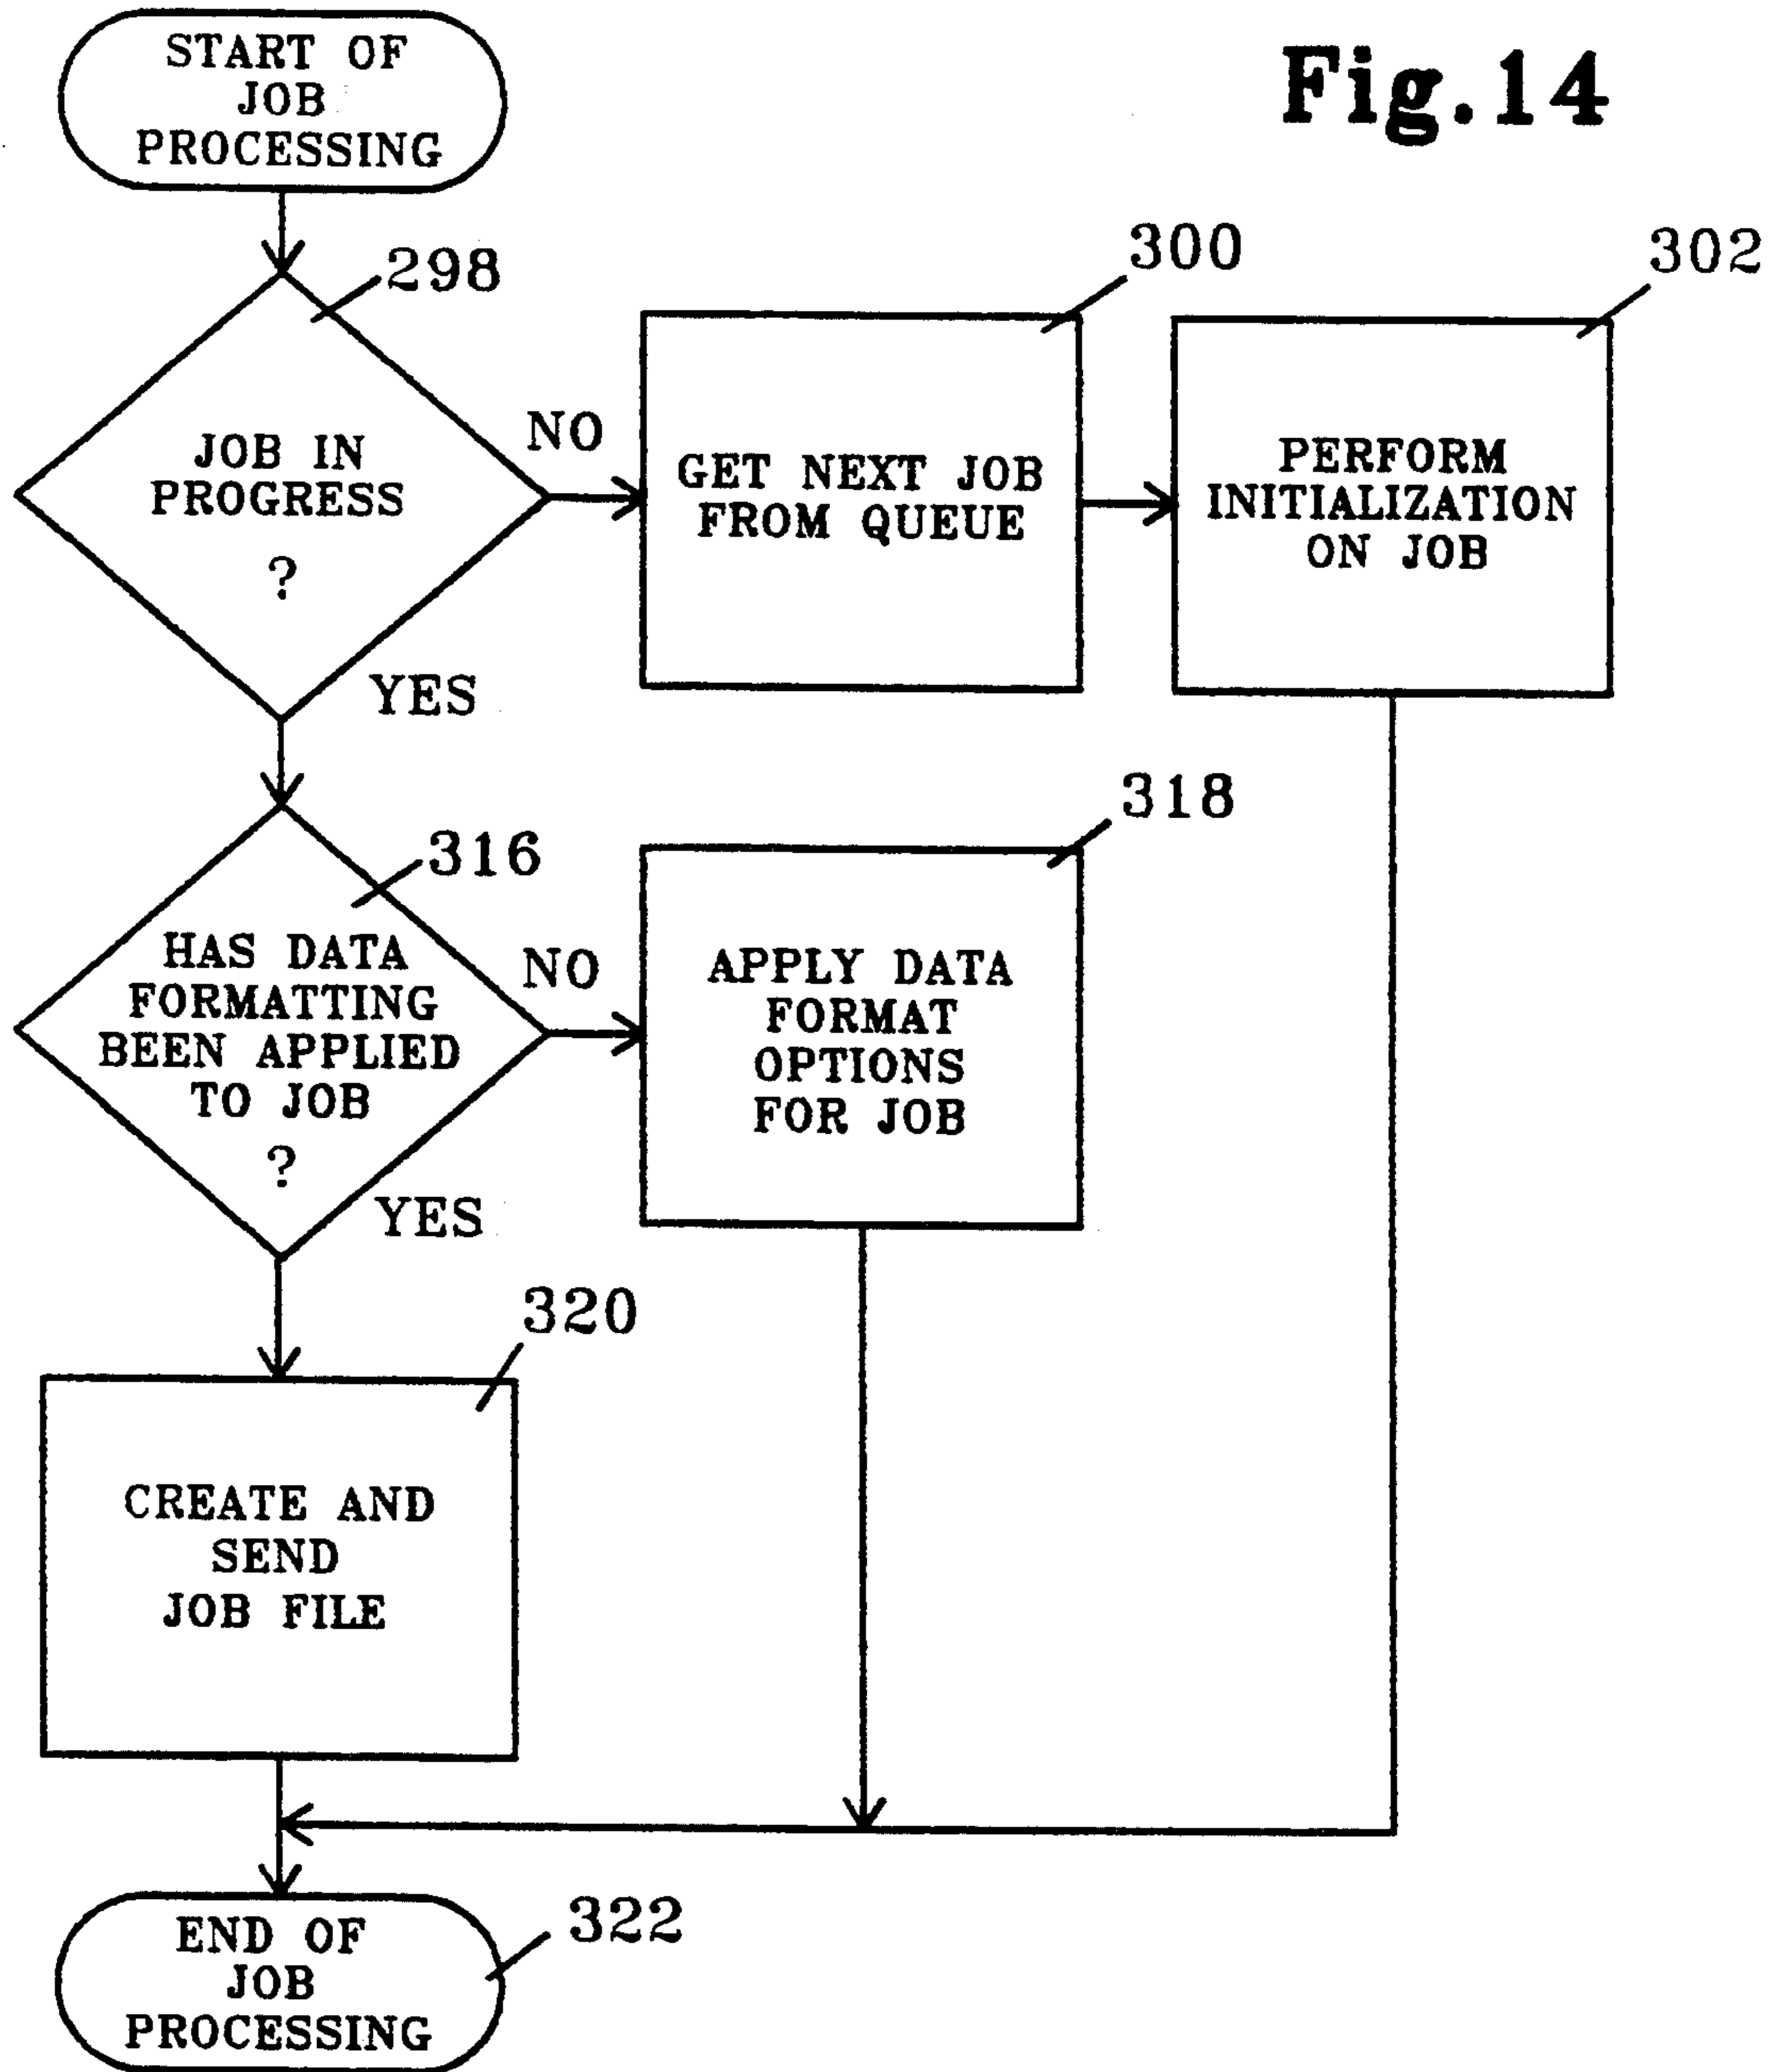 Fig.14
START OF
JOB
PROCESSING
298
JOB IN
PROGRESS
?
NO
YES
300
GET NEXT JOB
FROM QUEUE
302
PERFORM
INITIALIZATION
ON JOB
316
HAS DATA
FORMATTING
BEEN APPLIED
TO JOB
?
NO
YES
318
APPLY DATA
FORMAT
OPTIONS
FOR JOB
320
CREATE AND
SEND
JOB FILE
END OF
JOB
PROCESSING
322